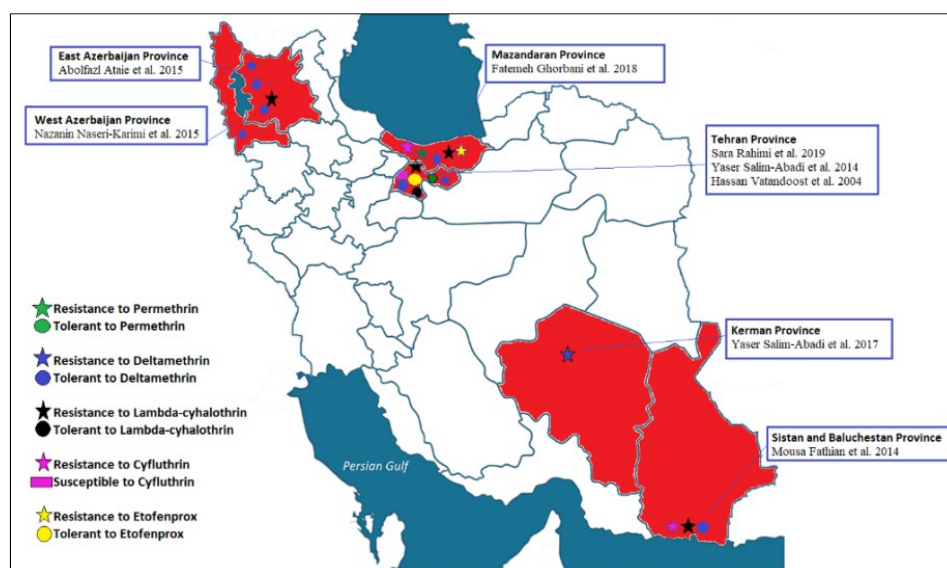 East Azerbaijan Province
Abolfazl Ataie et al. 2015
West Azerbaijan Province
Nazanin Naseri-Karimi et al. 2015
Mazandaran Province
Fatemeh Ghorbani et al. 2018
Tehran Province
Sara Rahimi et al. 2019
Yaser Salim-Abadi et al. 2014
Hassan Vatandoost et al. 2004
Kerman Province
Yaser Salim-Abadi et al. 2017
Sistan and Baluchestan Province
Mousa Fathian et al. 2014
Resistance to Permethrin
Tolerant to Permethrin
Resistance to Deltamethrin
Tolerant to Deltamethrin
Resistance to Lambda-cyhalothrin
Tolerant to Lambda-cyhalothrin
Resistance to Cyfluthrin
Susceptible to Cyfluthrin
Resistance to Etofenprox
Tolerant to Etofenprox
Persian Gulf